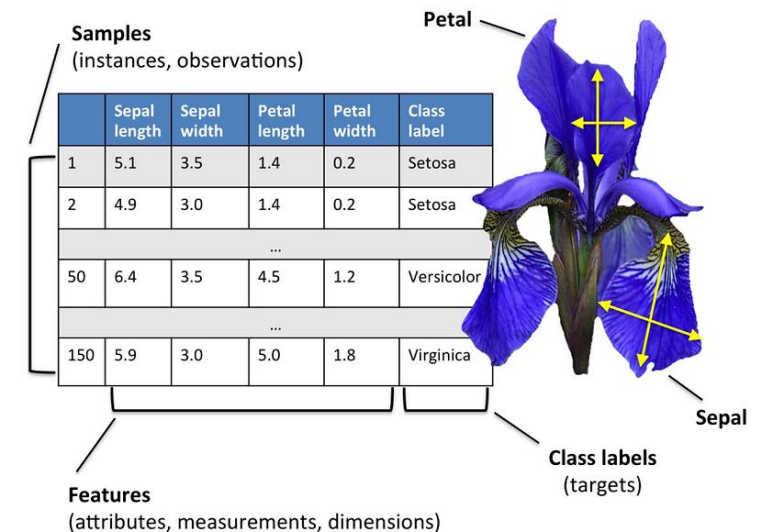 Samples
(instances, observations)
Petal
Sepal length Sepal width Petal length Petal width Class label
1 5.1 3.5 1.4 0.2 Setosa
2 4.9 3.0 1.4 0.2 Setosa
...
50 6.4 3.5 4.5 1.2 Versicolor
...
150 5.9 3.0 5.0 1.8 Virginica
Sepal
Class labels
(targets)
Features
(attributes, measurements, dimensions)